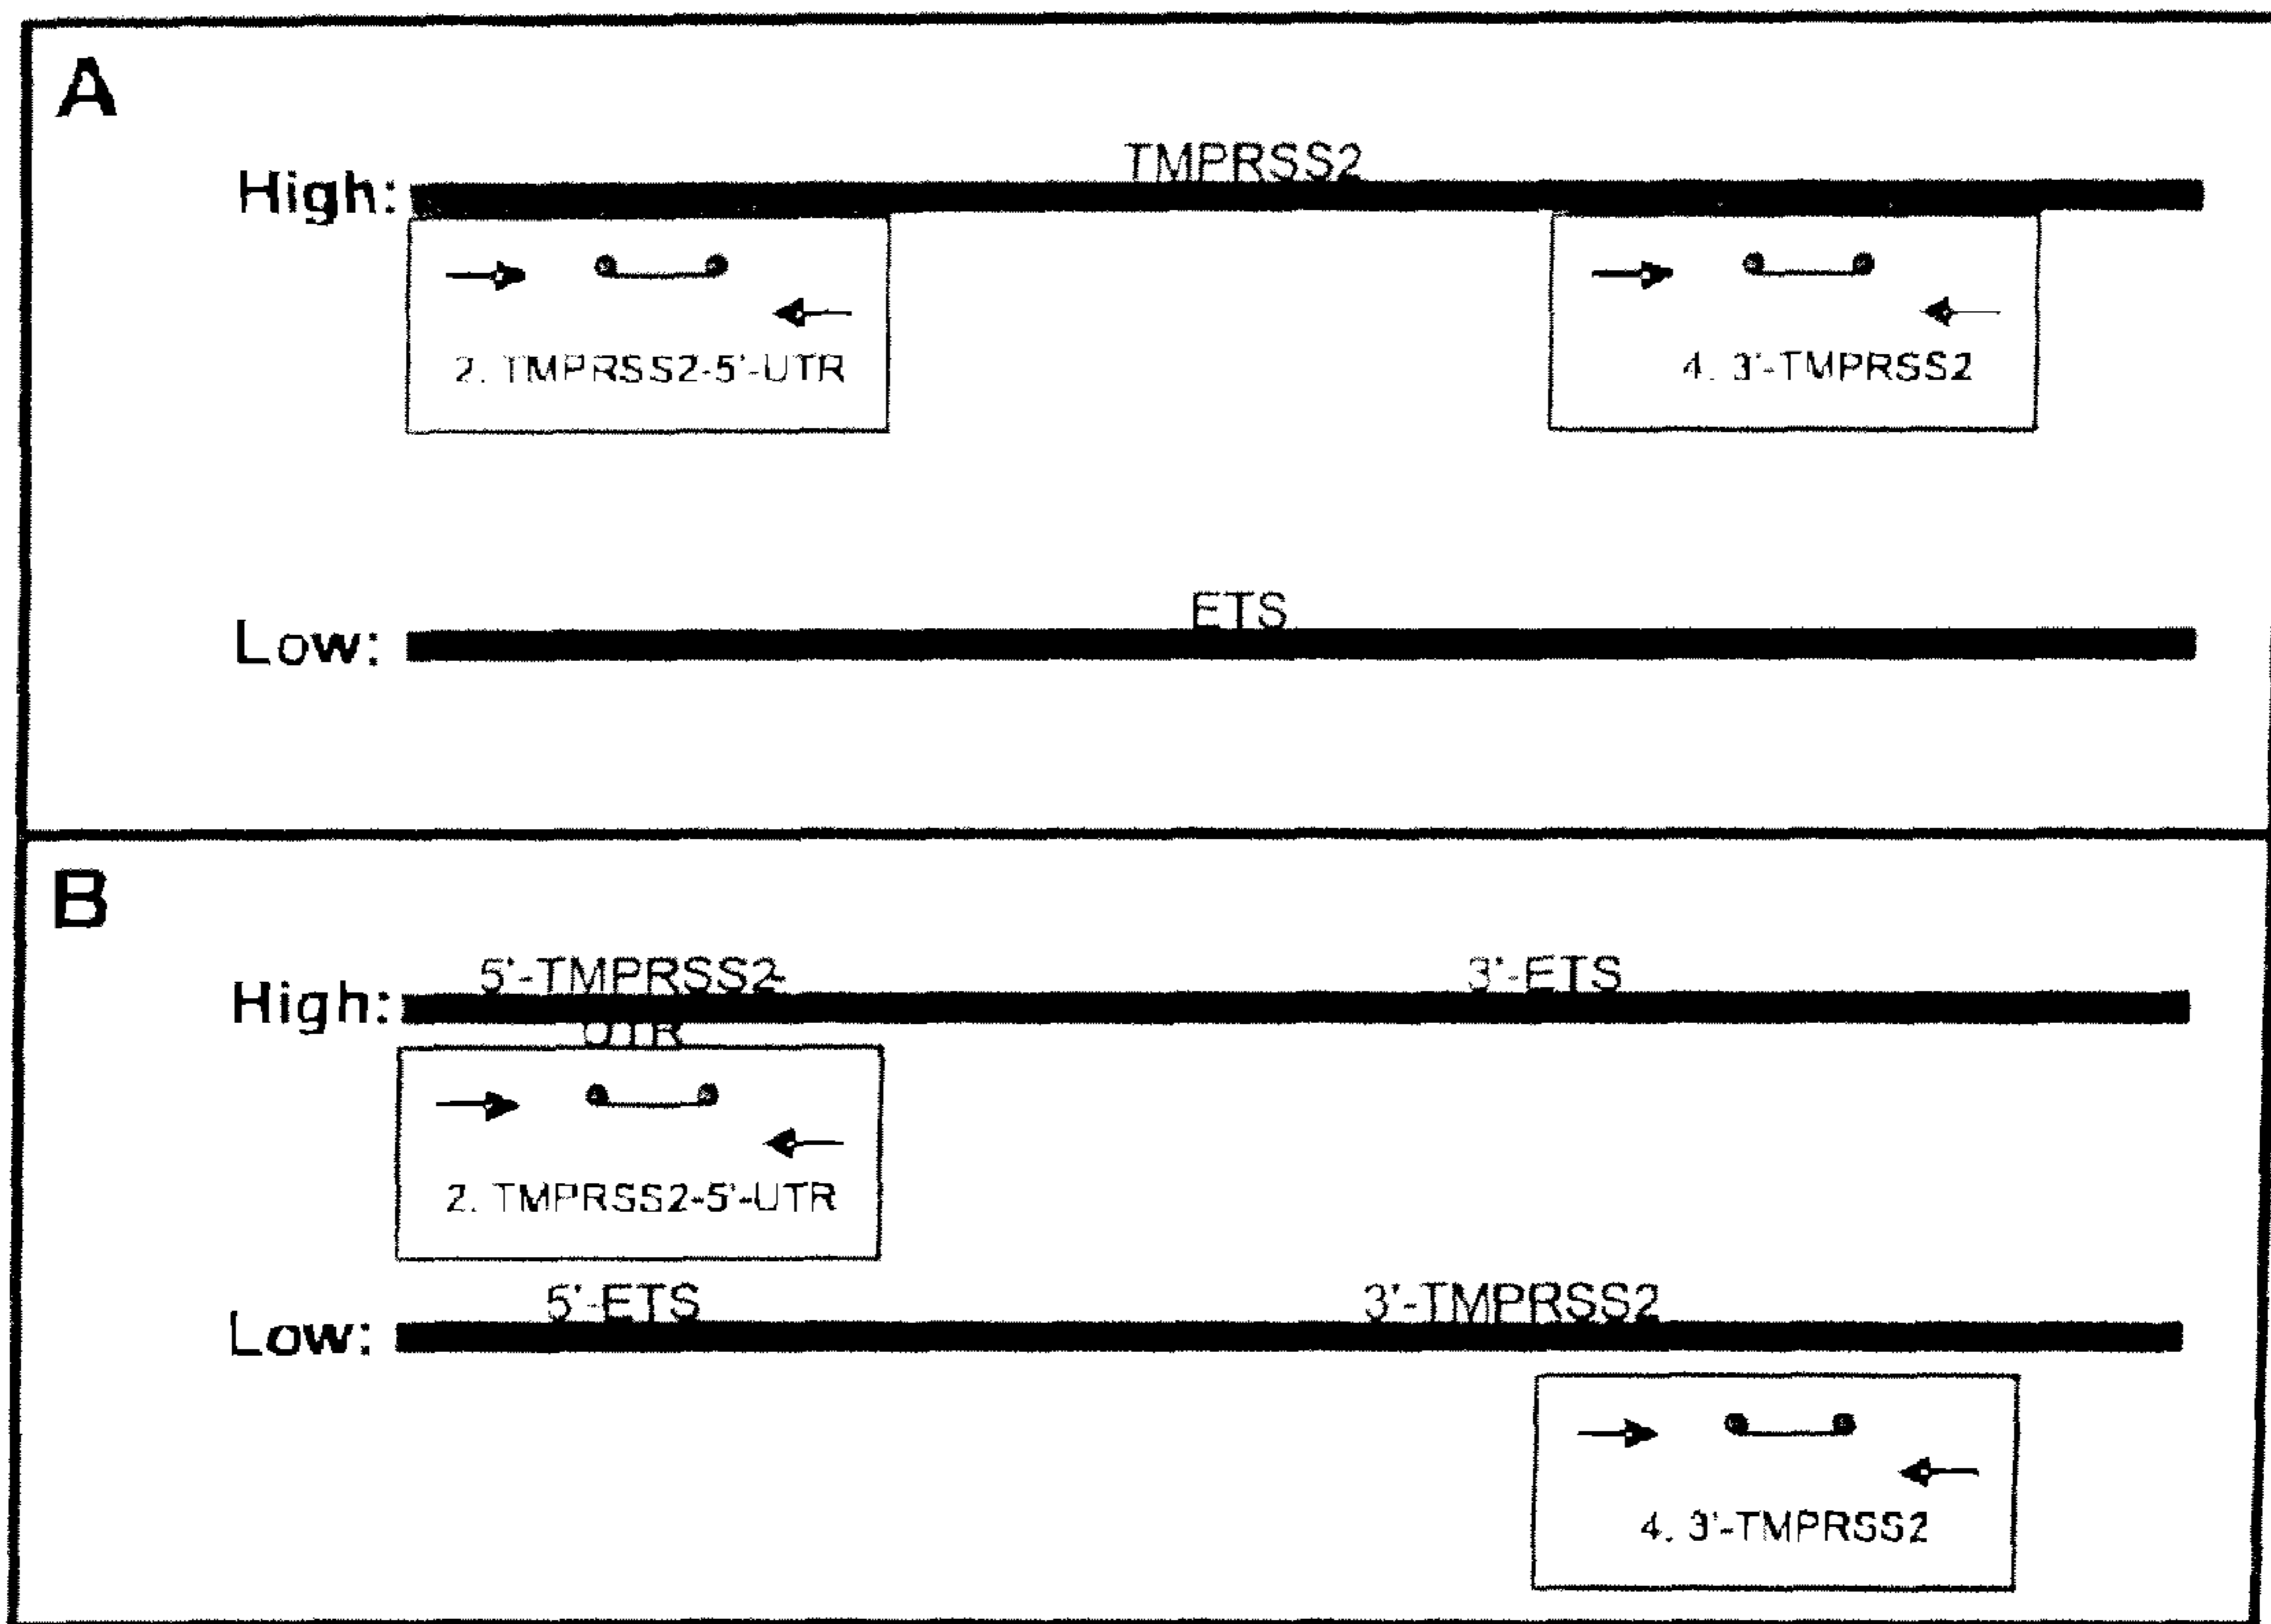 A
TMPRSS2
High:
2. TMPRSS2-5'-UTR
4. 3'-TMPRSS2
ETS
Low:
B
5'-TMPRSS2-
UTR
3'-ETS
High:
2. TMPRSS2-5'-UTR
5'-ETS
3'-TMPRSS2
Low:
4. 3'-TMPRSS2